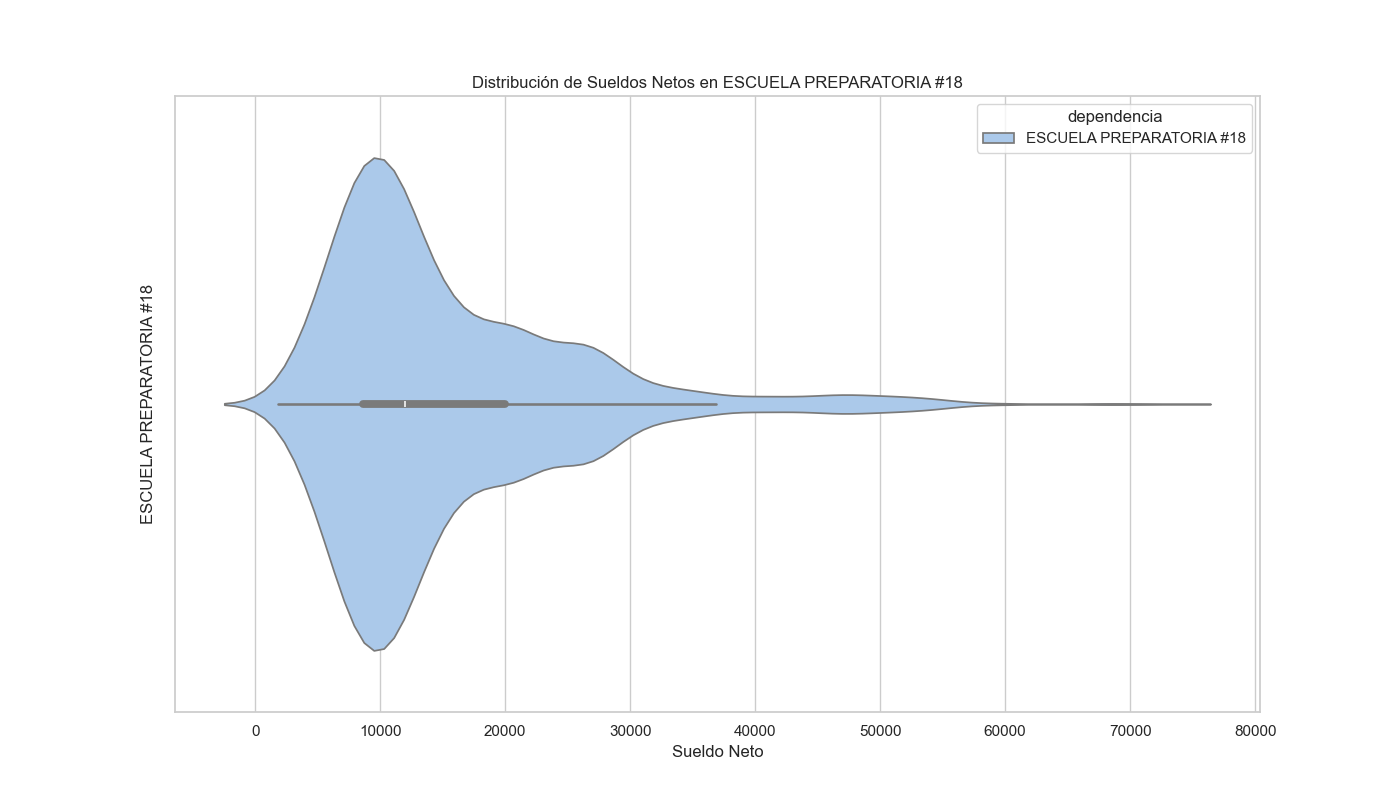 Distribución de Sueldos Netos en ESCUELA PREPARATORIA #18
dependencia
ESCUELA PREPARATORIA #18
ESCUELA PREPARATORIA #18
0 10000 20000 30000 40000 50000 60000 70000 80000
Sueldo Neto